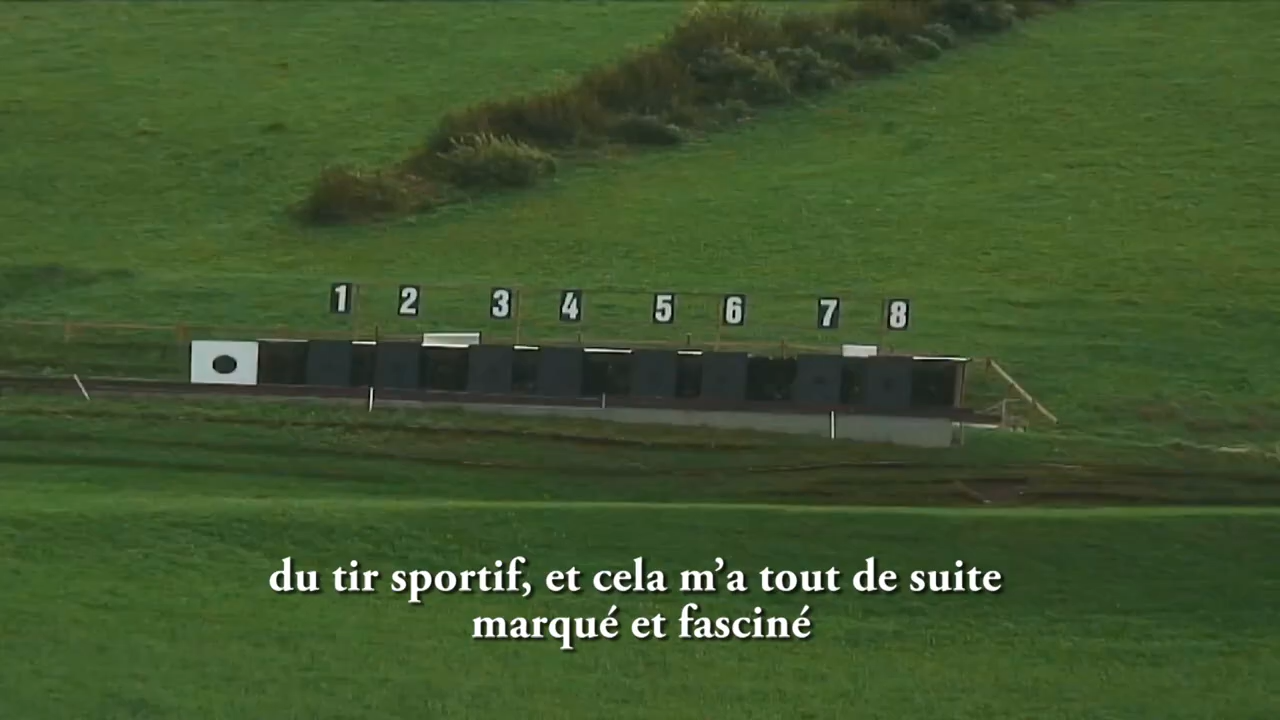 1 2 3 4 5 6 7 8
du tir sportif, et cela m’a tout de suite
marqué et fasciné